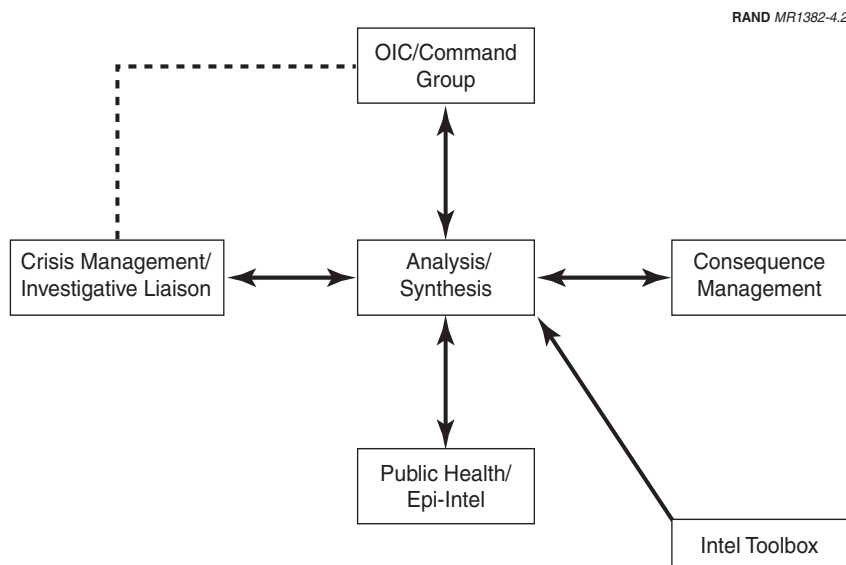 RAND MR1382-4.2
OIC/Command
Group
Crisis Management/
Investigative Liaison
Analysis/
Synthesis
Consequence
Management
Public Health/
Epi-Intel
Intel Toolbox